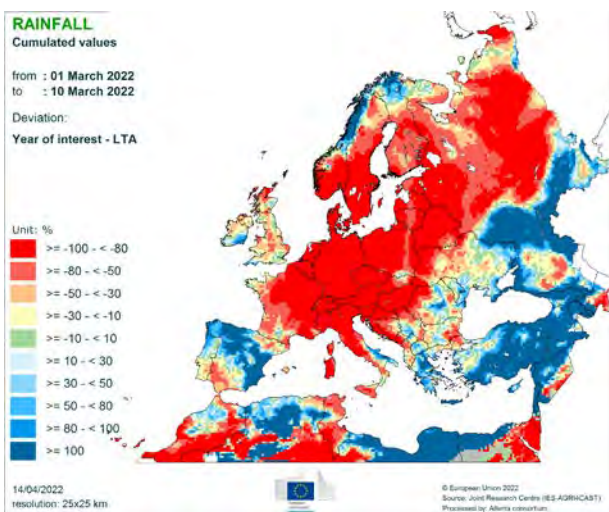 RAINFALL
Cumulated values
from : 01 March 2022
to : 10 March 2022
Deviation:
Year of interest - LTA
Unit: %
>= -100 - < -80
>= -80 - < -50
>= -50 - < -30
>= -30 - < -10
>= -10 - < 10
>= 10 - < 30
>= 30 - < 50
>= 50 - < 80
>= 80 - < 100
>= 100
14/04/2022
resolution: 25x25 km
© European Union 2022
Source: Joint Research Centre (IES-AGRI4CAST)
Processed by: Alterra consortium